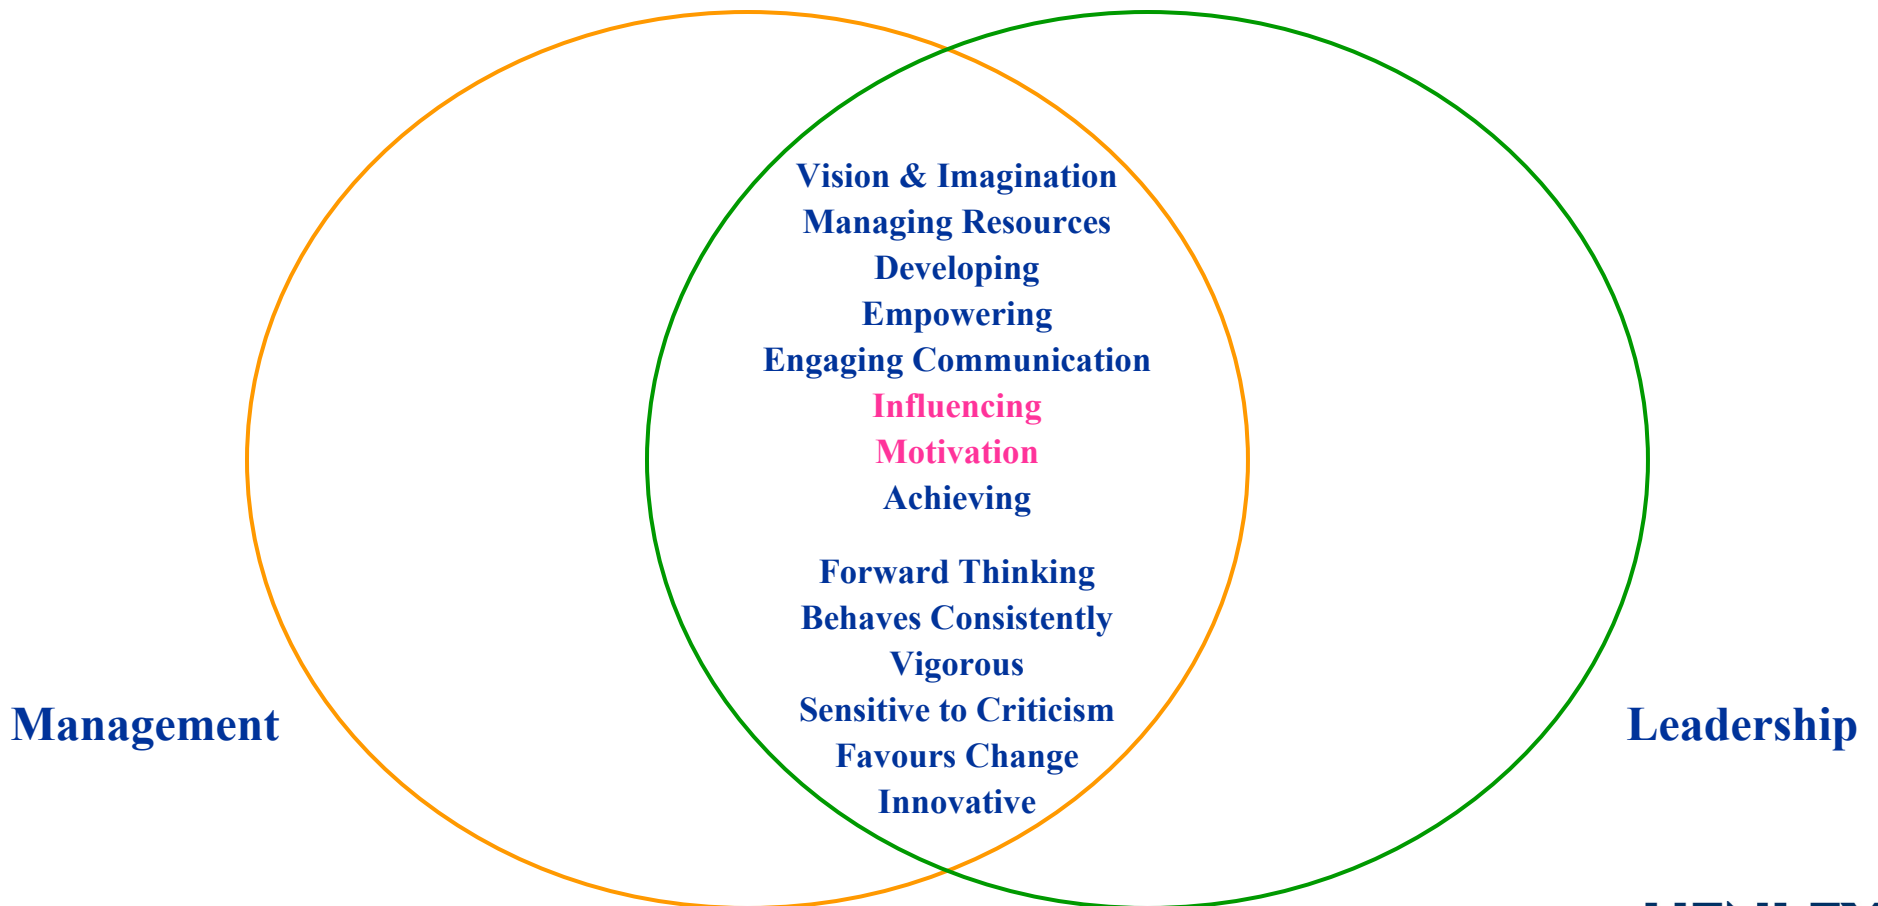 Vision & Imagination
Managing Resources
Developing
Empowering
Engaging Communication
Influencing
Motivation
Achieving
Forward Thinking
Behaves Consistently
Vigorous
Sensitive to Criticism
Favours Change
Innovative
Management
Leadership